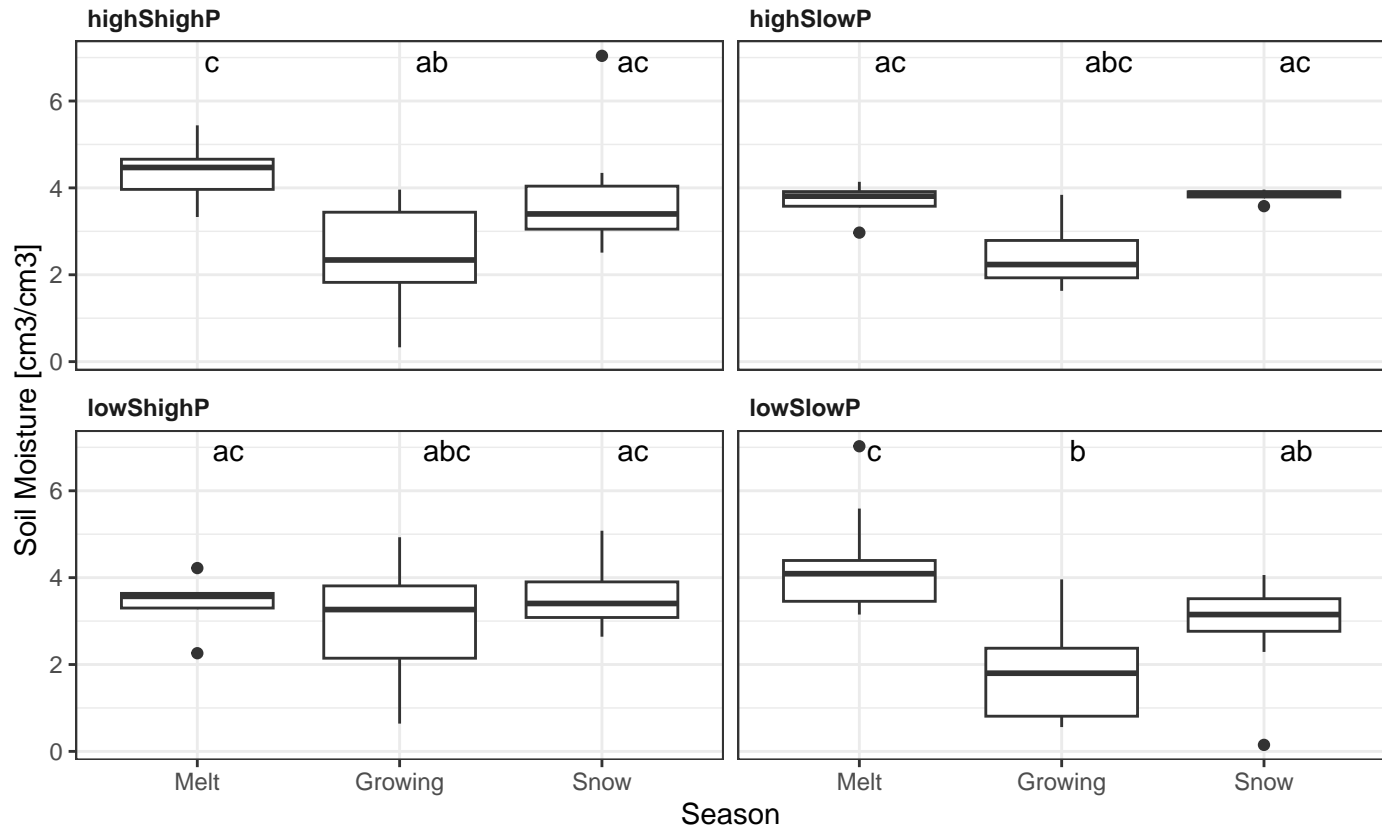 highShighP
highSlowP
c
ab
ac
ac
abc
ac
6
4
2
0
lowShighP
lowSlowP
ac
abc
ac
c
b
ab
6
4
2
0
Soil Moisture [cm3/cm3]
Melt
Growing
Snow
Melt
Growing
Snow
Season